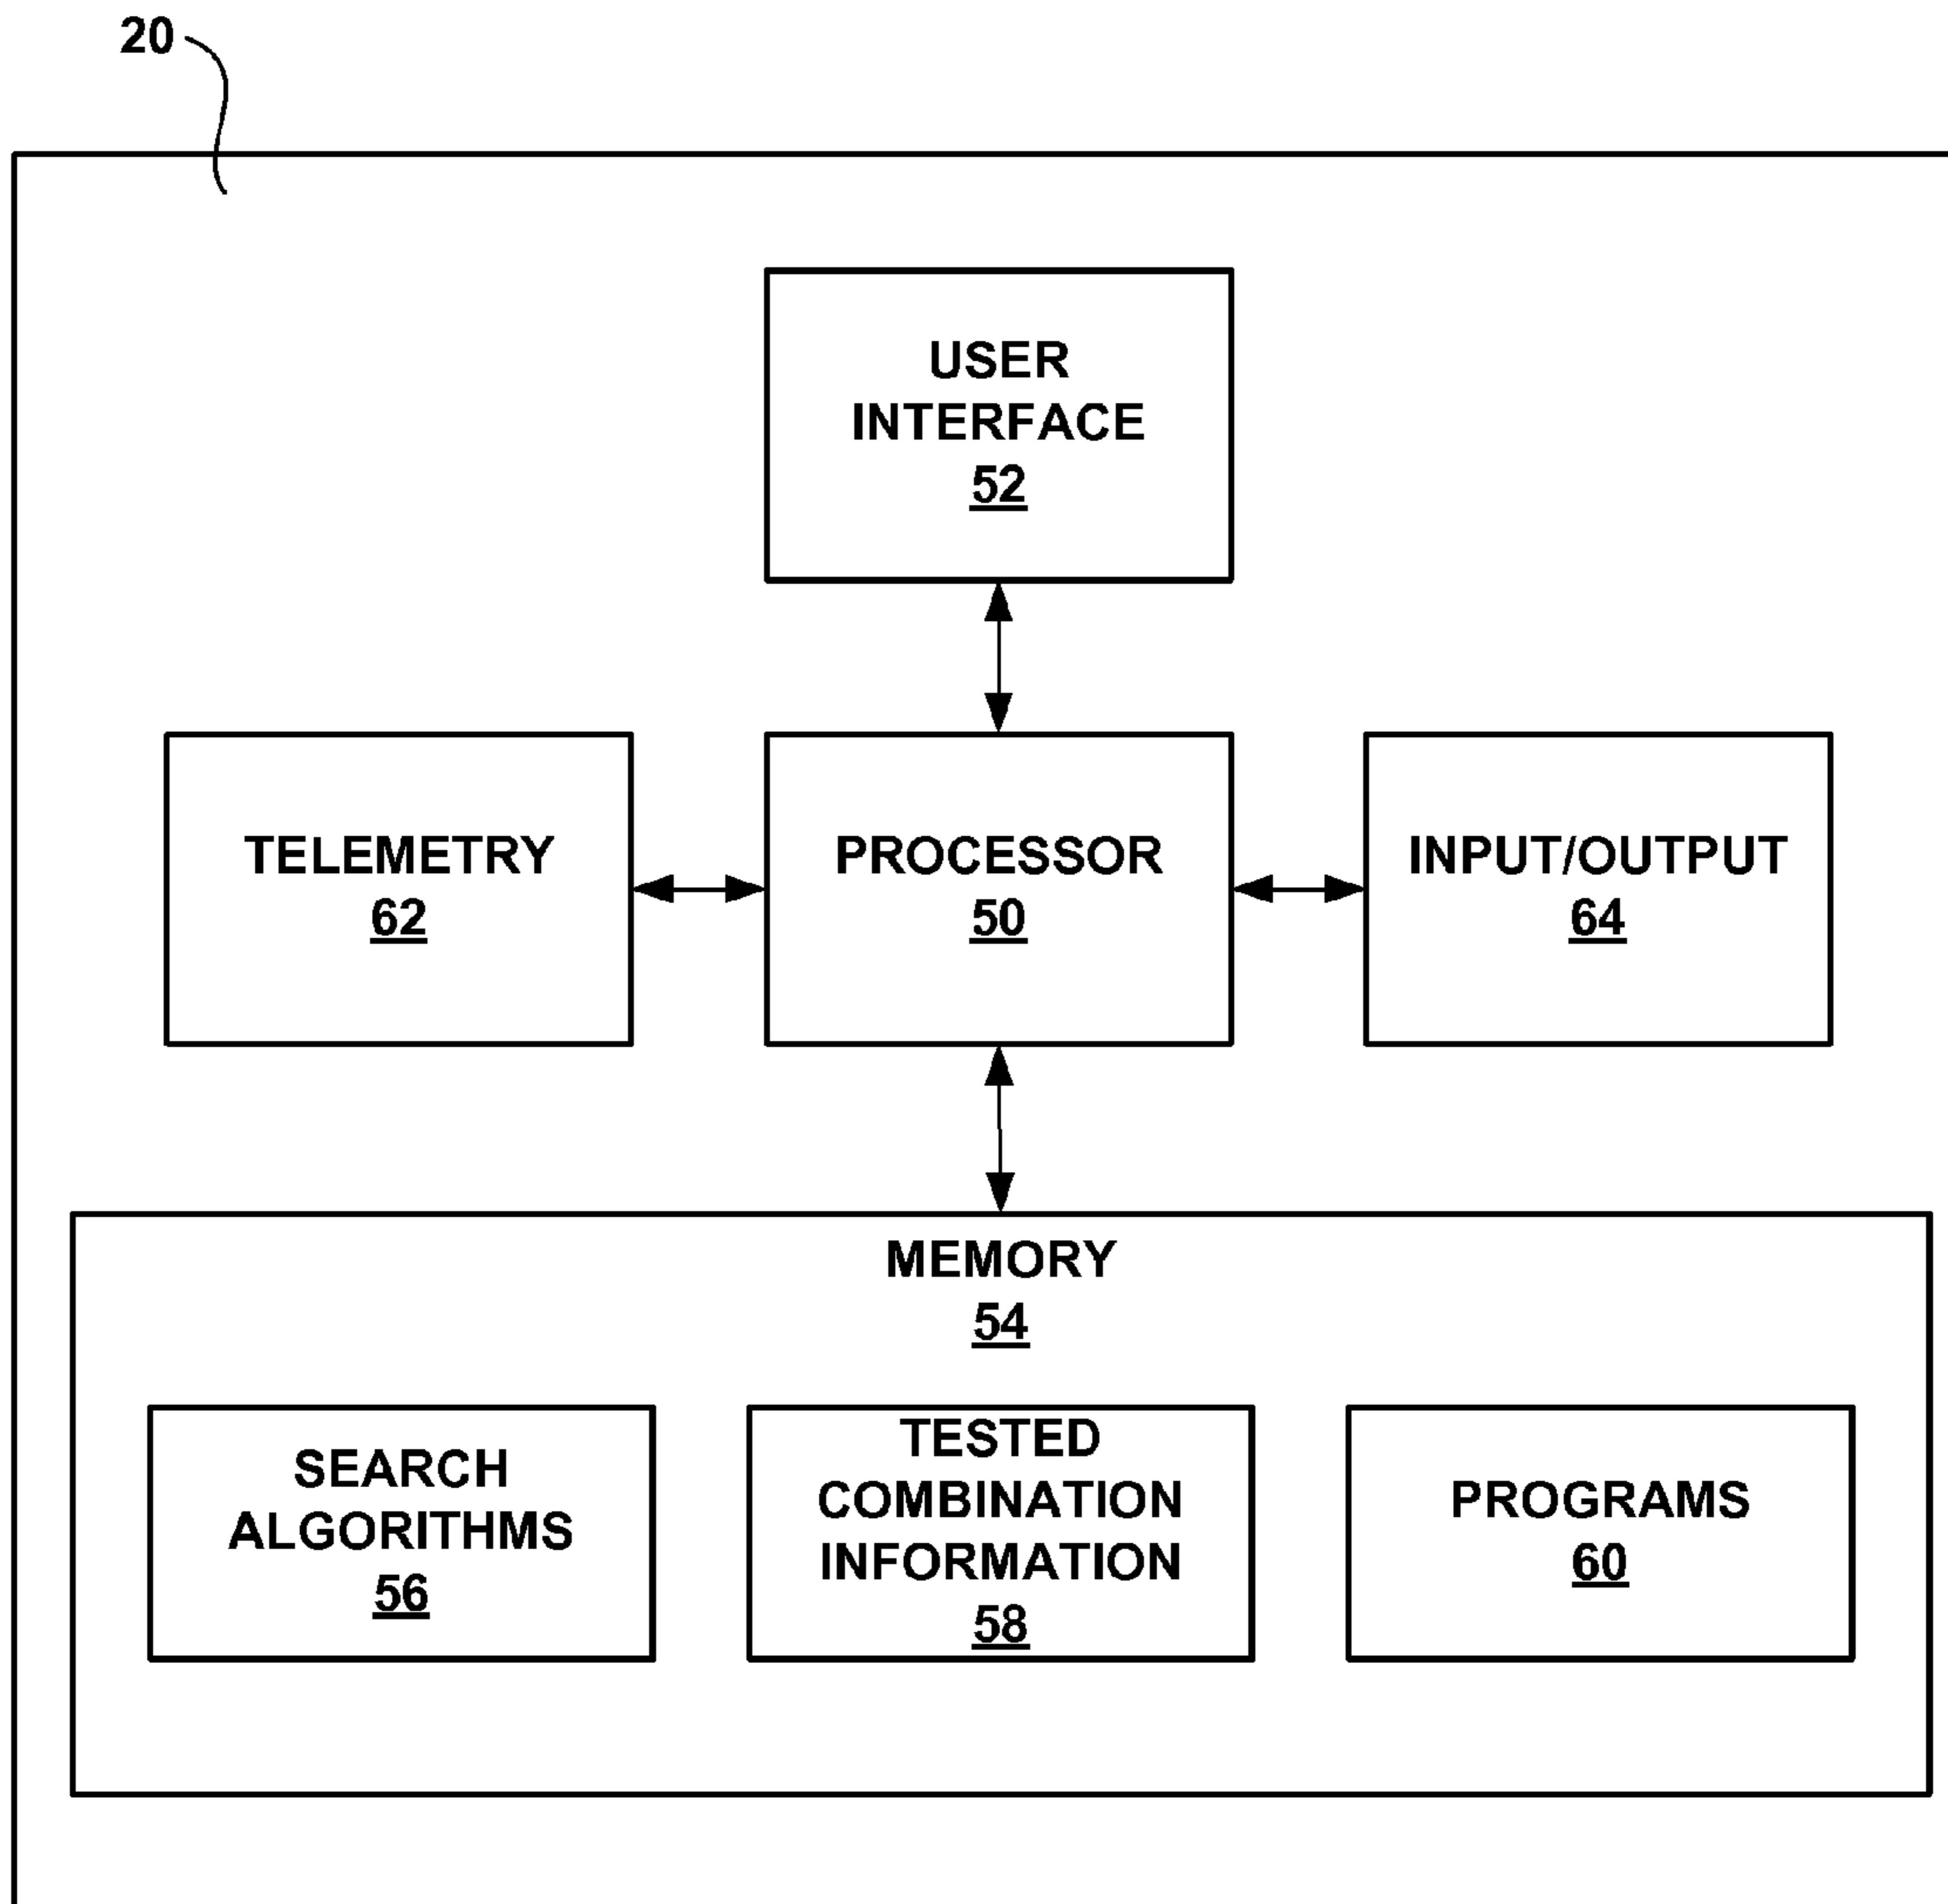 20
USER
INTERFACE
52
TELEMETRY
62
PROCESSOR
50
INPUT/OUTPUT
64
MEMORY
54
SEARCH
ALGORITHMS
56
TESTED
COMBINATION
INFORMATION
58
PROGRAMS
60